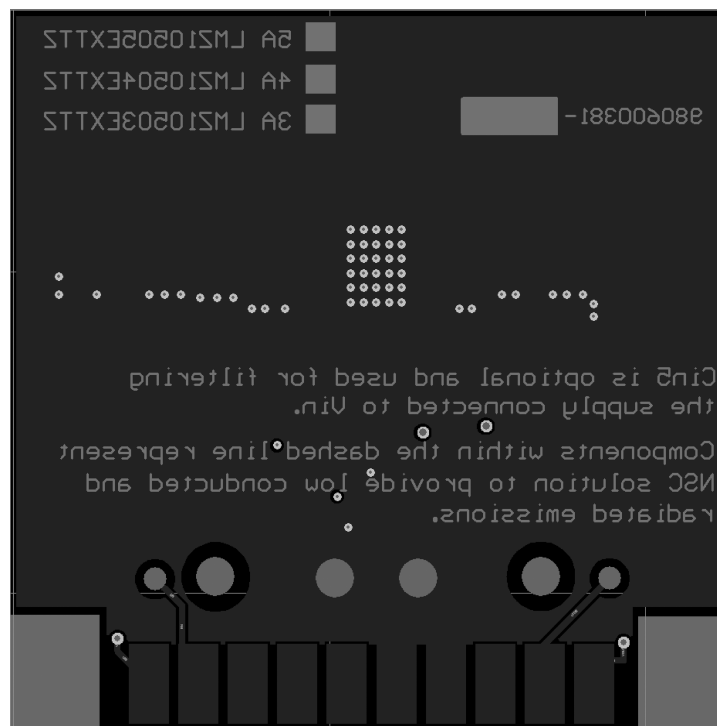 5A LMZ10505EXTTZ
4A LMZ10504EXTTZ
3A LMZ10503EXTTZ
980600381-
Cin5 is optional and used for filtering
the supply connected to Vin.
Components within the dashed line represent
NSC solution to provide low conducted and
radiated emissions.